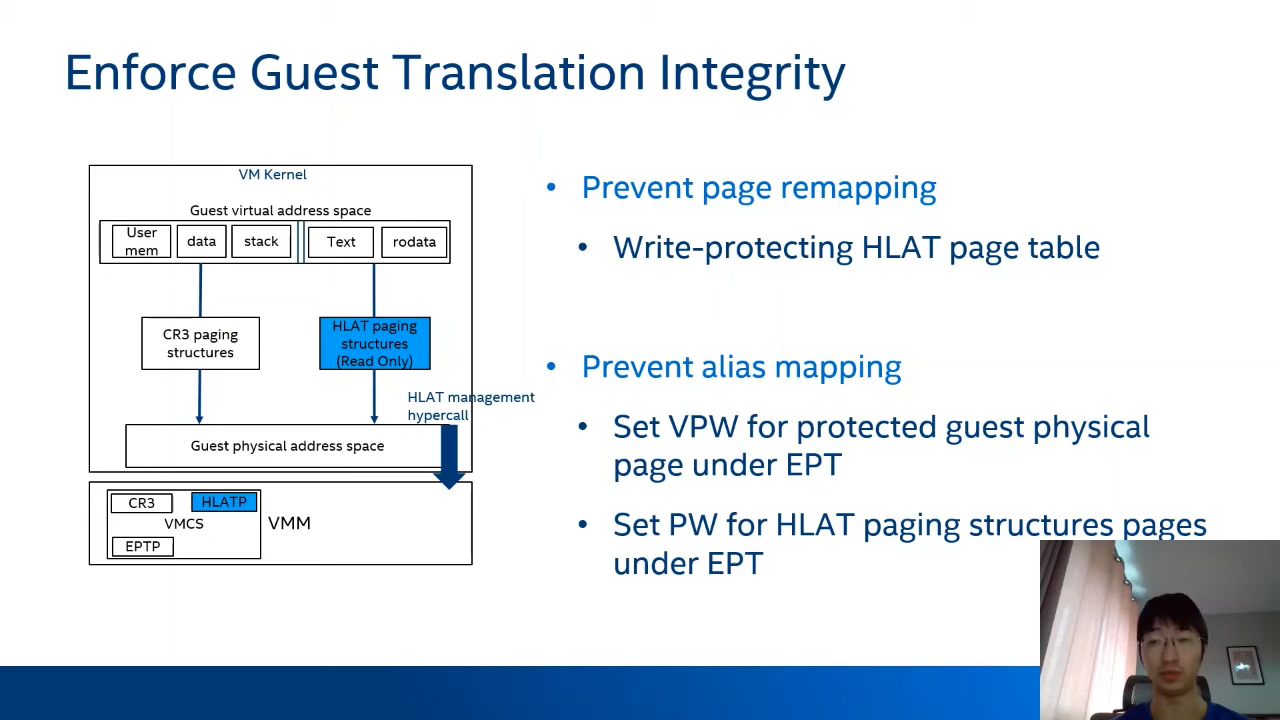 Enforce Guest Translation Integrity
VM Kernel
Guest virtual address space
User
mem
data
stack
Text
rodata
CR3 paging
structures
HLAT paging
structures
(Read Only)
HLAT management
hypercall
Guest physical address space
CR3
HLATP
VMCS
VMM
EPTP
• Prevent page remapping
• Write-protecting HLAT page table
• Prevent alias mapping
• Set VPW for protected guest physical
page under EPT
• Set PW for HLAT paging structures pages
under EPT